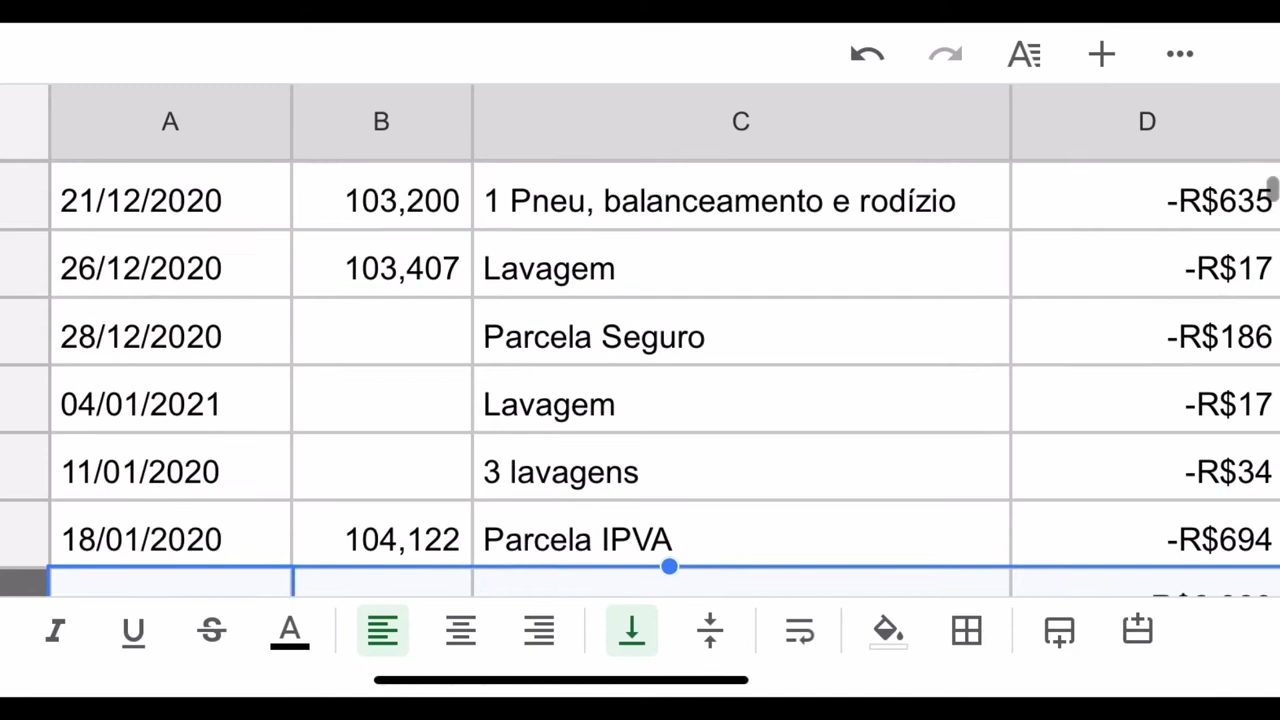 A B C D
21/12/2020 103,200 1 Pneu, balanceamento e rodízio -R$635
26/12/2020 103,407 Lavagem -R$17
28/12/2020 Parcela Seguro -R$186
04/01/2021 Lavagem -R$17
11/01/2020 3 lavagens -R$34
18/01/2020 104,122 Parcela IPVA -R$694
I U S A